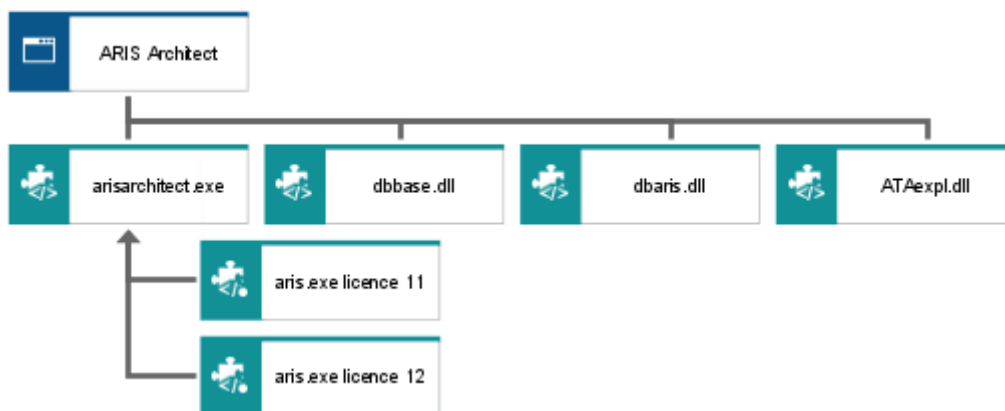 ARIS Architect
arisarchitect.exe
dbbase.dll
dbaris.dll
ATAexpl.dll
aris.exe licence 11
aris.exe licence 12